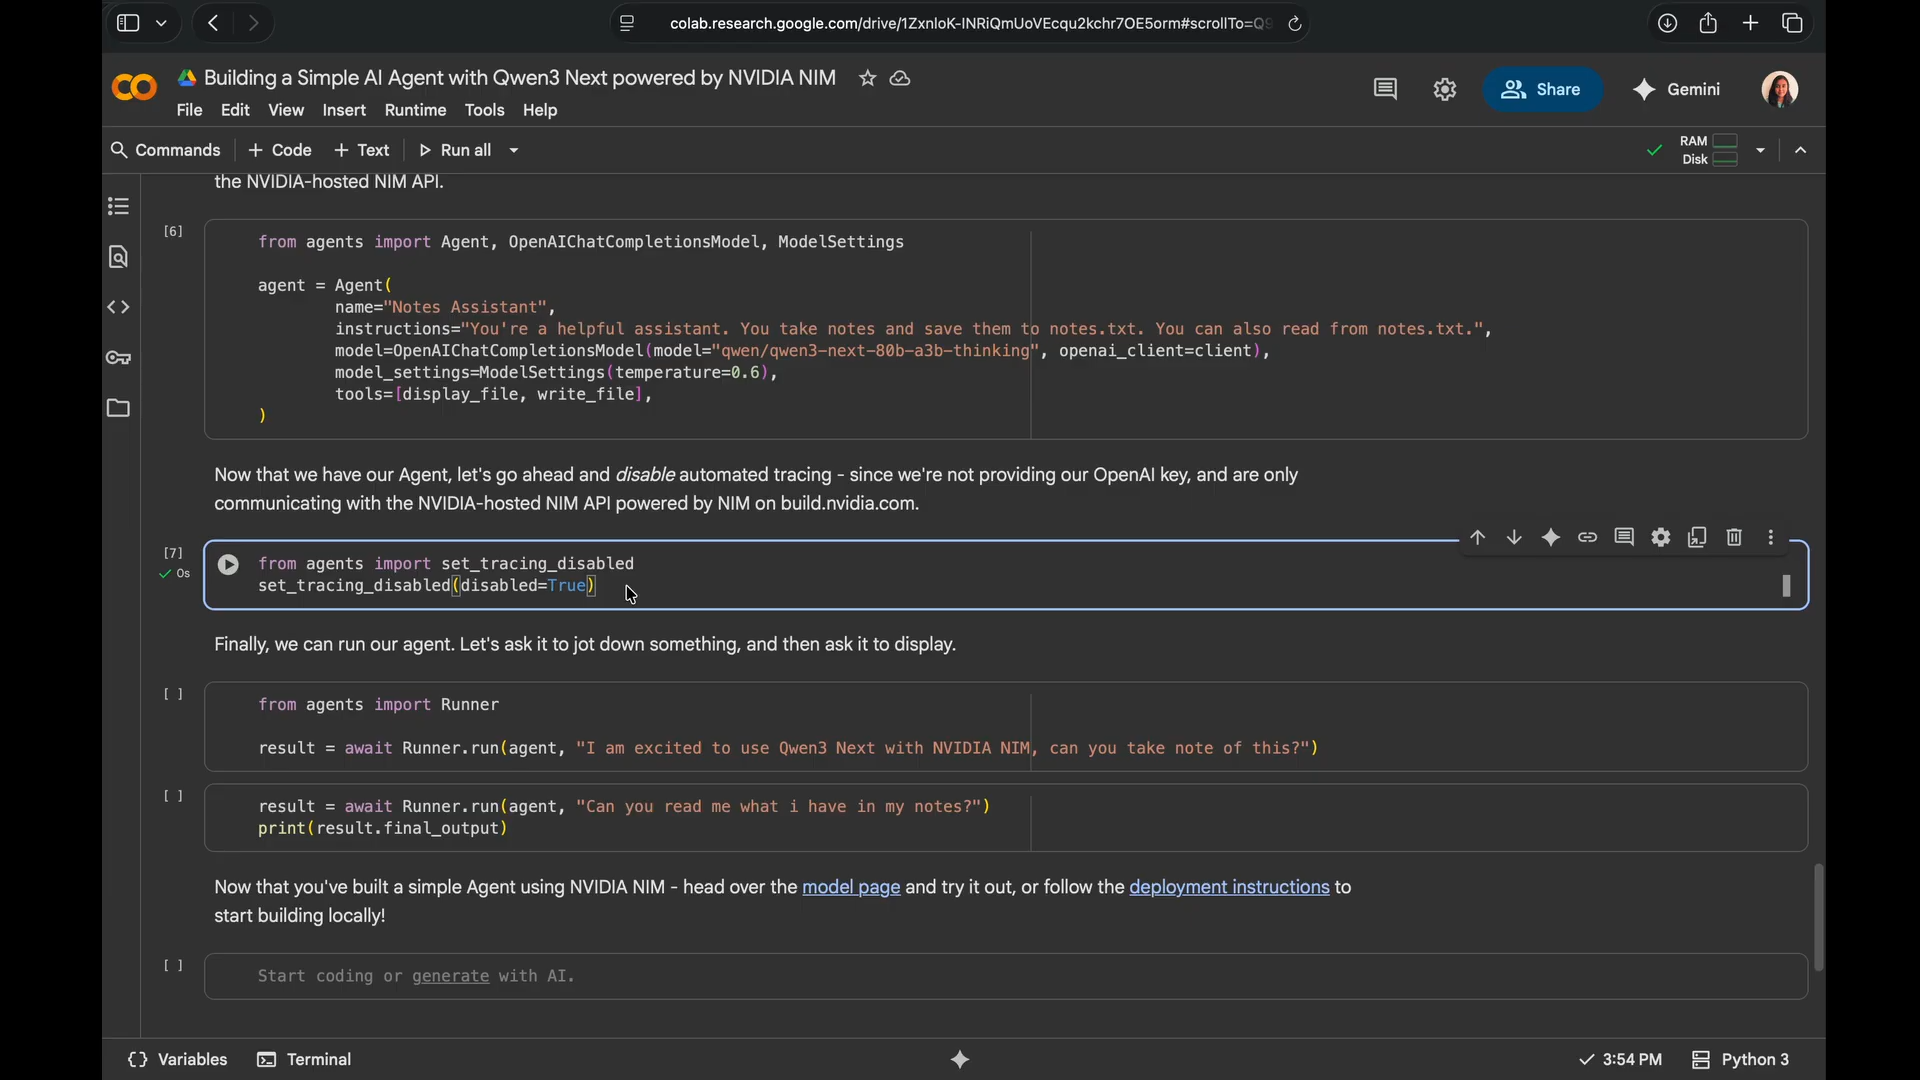 colab.research.google.com/drive/1ZxnloK-INRiQmUoVEcqu2kchr7OE5orm#scrollTo=Q9
Building a Simple AI Agent with Qwen3 Next powered by NVIDIA NIM
File Edit View Insert Runtime Tools Help
Share
Gemini
Commands + Code + Text Run all
RAM
Disk
the NVIDIA-hosted NIM API.
[6]
from agents import Agent, OpenAIChatCompletionsModel, ModelSettings
agent = Agent(
name="Notes Assistant",
instructions="You're a helpful assistant. You take notes and save them to notes.txt. You can also read from notes.txt.",
model=OpenAIChatCompletionsModel(model="qwen/qwen3-next-80b-a3b-thinking", openai_client=client),
model_settings=ModelSettings(temperature=0.6),
tools=[display_file, write_file],
)
Now that we have our Agent, let's go ahead and disable automated tracing - since we're not providing our OpenAI key, and are only
communicating with the NVIDIA-hosted NIM API powered by NIM on build.nvidia.com.
[7]
0s
from agents import set_tracing_disabled
set_tracing_disabled(disabled=True)
Finally, we can run our agent. Let's ask it to jot down something, and then ask it to display.
[ ]
from agents import Runner
result = await Runner.run(agent, "I am excited to use Qwen3 Next with NVIDIA NIM, can you take note of this?")
[ ]
result = await Runner.run(agent, "Can you read me what i have in my notes?")
print(result.final_output)
Now that you've built a simple Agent using NVIDIA NIM - head over the model page and try it out, or follow the deployment instructions to
start building locally!
[ ]
Start coding or generate with AI.
{} Variables Terminal
3:54 PM Python 3